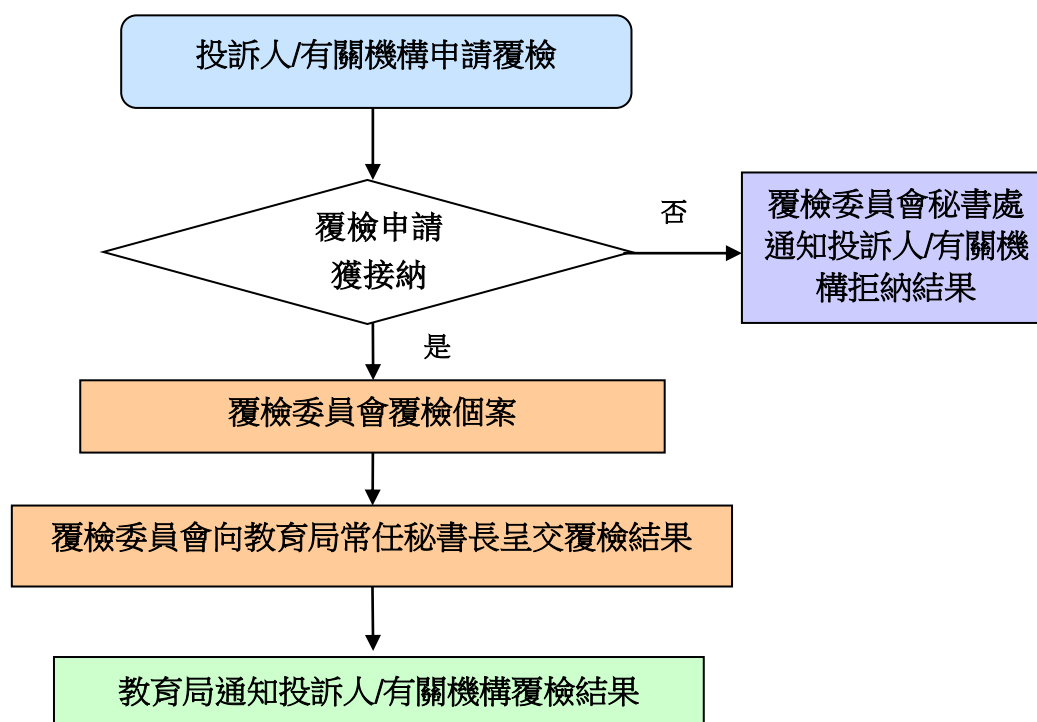 投訴人/有關機構申請覆檢
覆檢申請
獲接納
否
覆檢委員會秘書處
通知投訴人/有關機
構拒納結果
是
覆檢委員會覆檢個案
覆檢委員會向教育局常任秘書長呈交覆檢結果
教育局通知投訴人/有關機構覆檢結果